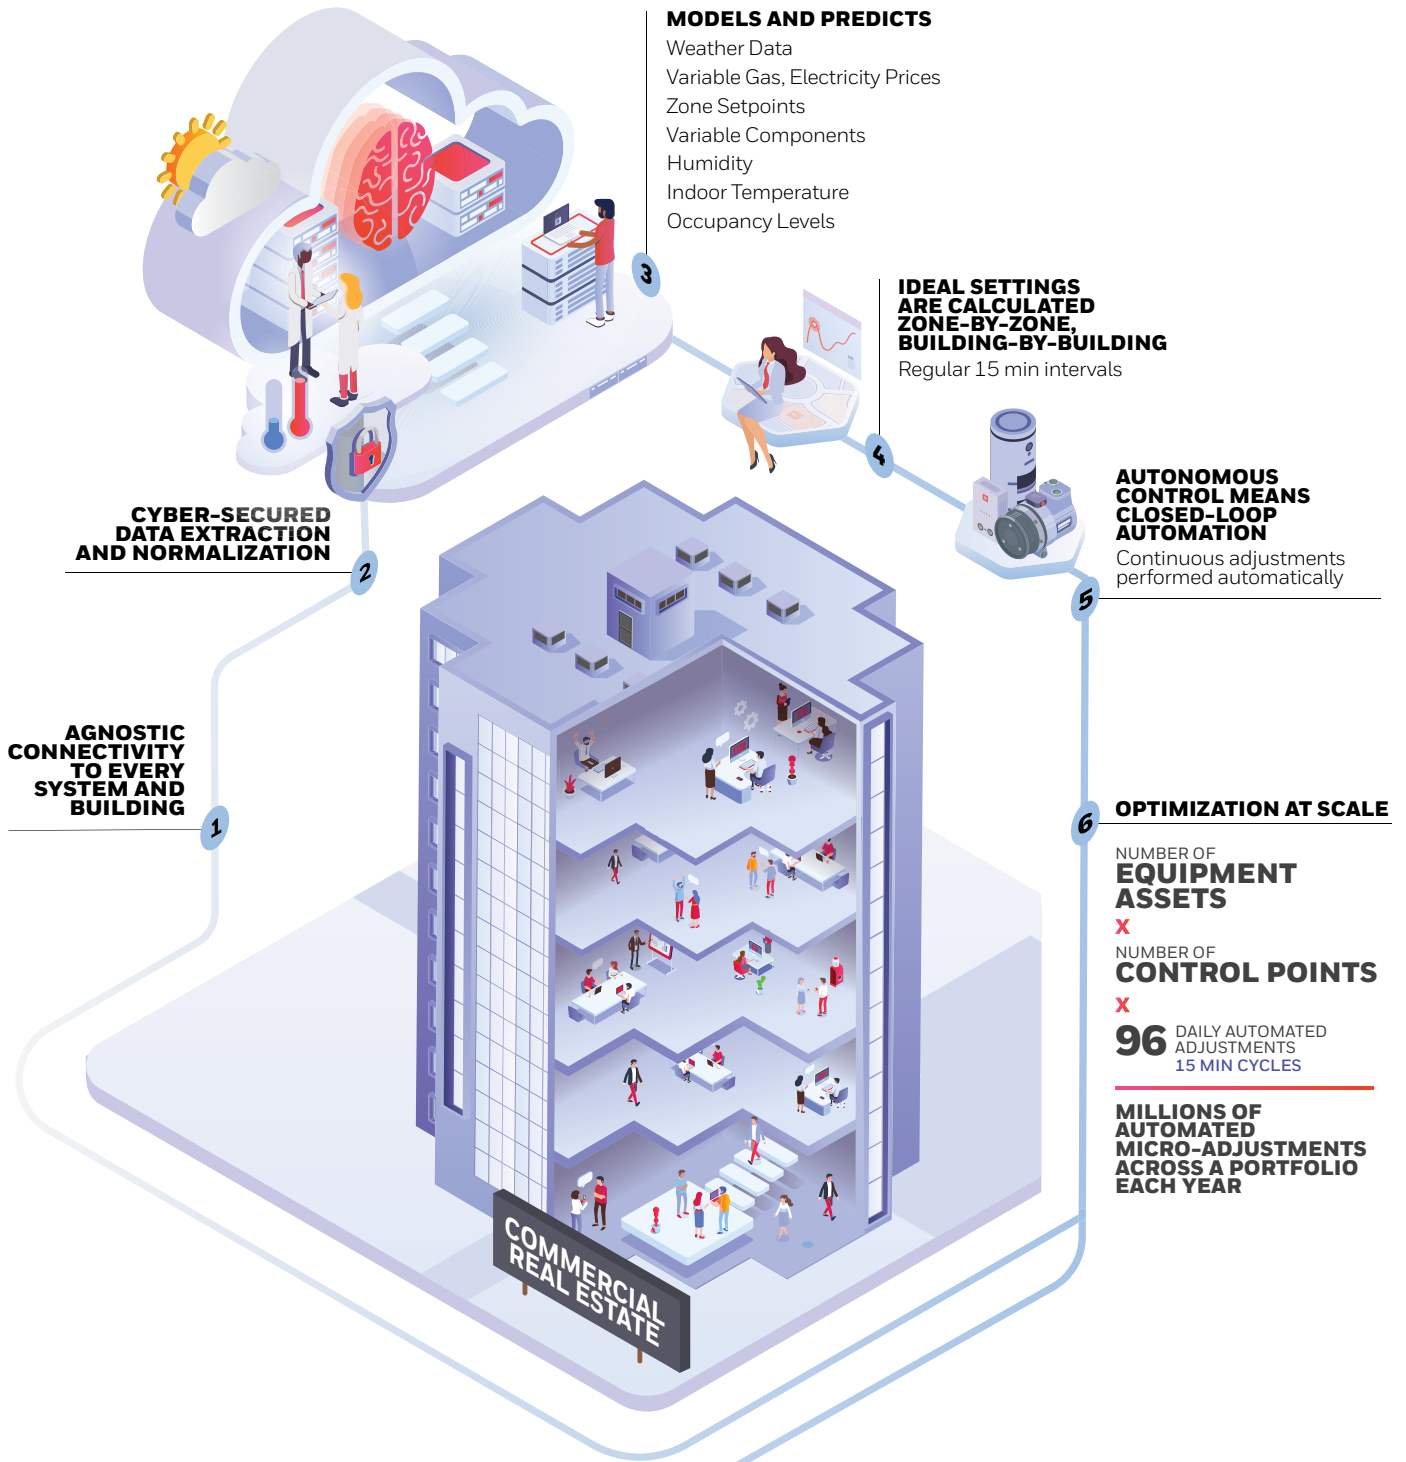 MODELS AND PREDICTS
Weather Data
Variable Gas, Electricity Prices
Zone Setpoints
Variable Components
Humidity
Indoor Temperature
Occupancy Levels
3
IDEAL SETTINGS
ARE CALCULATED
ZONE-BY-ZONE,
BUILDING-BY-BUILDING
Regular 15 min intervals
4
AUTONOMOUS
CONTROL MEANS
CLOSED-LOOP
AUTOMATION
Continuous adjustments
performed automatically
5
CYBER-SECURED
DATA EXTRACTION
AND NORMALIZATION
2
AGNOSTIC
CONNECTIVITY
TO EVERY
SYSTEM AND
BUILDING
1
6
OPTIMIZATION AT SCALE
NUMBER OF
EQUIPMENT
ASSETS
X
NUMBER OF
CONTROL POINTS
X
96 DAILY AUTOMATED
ADJUSTMENTS
15 MIN CYCLES
MILLIONS OF
AUTOMATED
MICRO-ADJUSTMENTS
ACROSS A PORTFOLIO
EACH YEAR
COMMERCIAL
REAL ESTATE